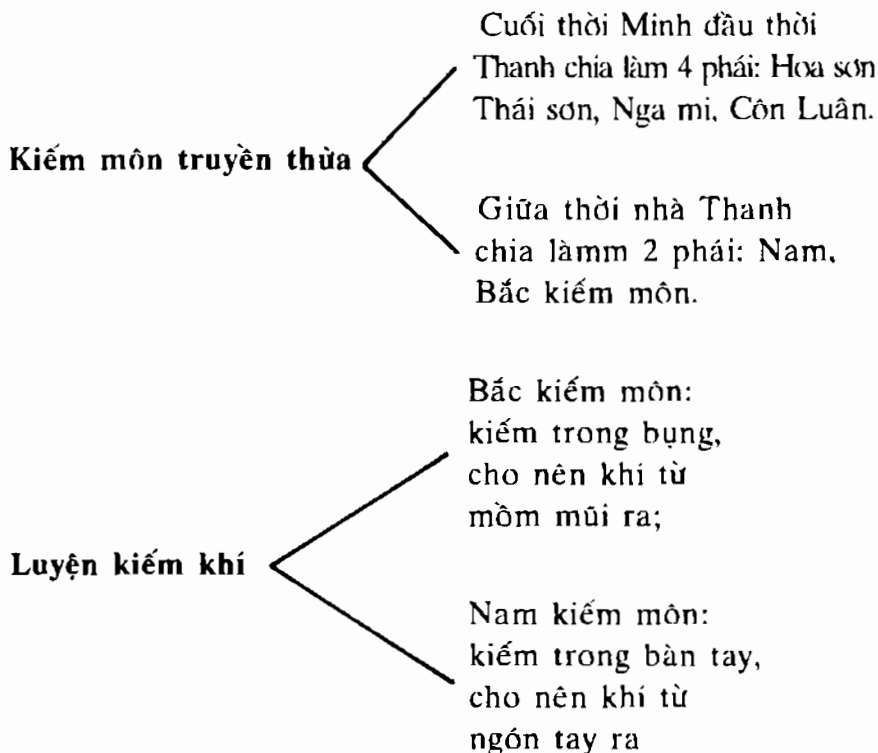 Cuối thời Minh đầu thời
Thanh chia làm 4 phái: Hoa sơn
Thái sơn, Nga mi, Côn Luân.
Kiếm môn truyền thừa
Giữa thời nhà Thanh
chia làmm 2 phái: Nam,
Bắc kiếm môn.
Bắc kiếm môn:
kiếm trong bụng,
cho nên khí từ
mồm mũi ra;
Luyện kiếm khí
Nam kiếm môn:
kiếm trong bàn tay,
cho nên khí từ
ngón tay ra